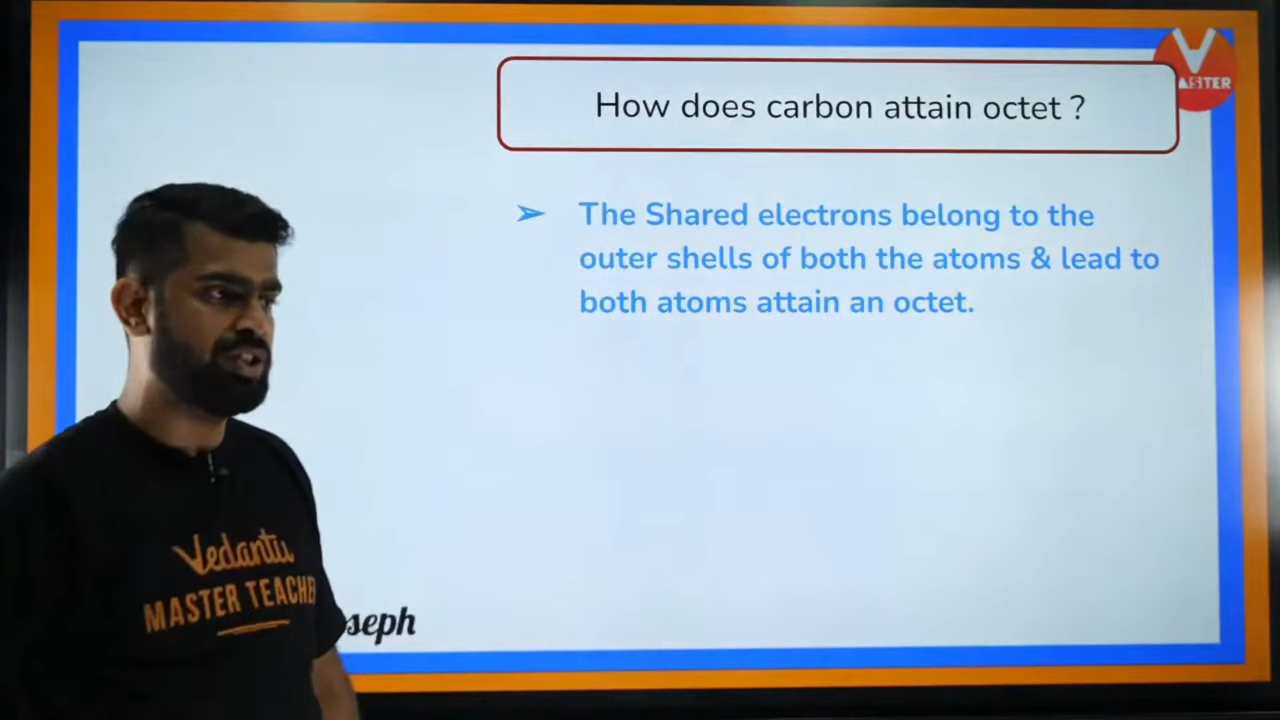 How does carbon attain octet ?
➢ The Shared electrons belong to the
outer shells of both the atoms & lead to
both atoms attain an octet.
Vedantu
MASTER TEACHER